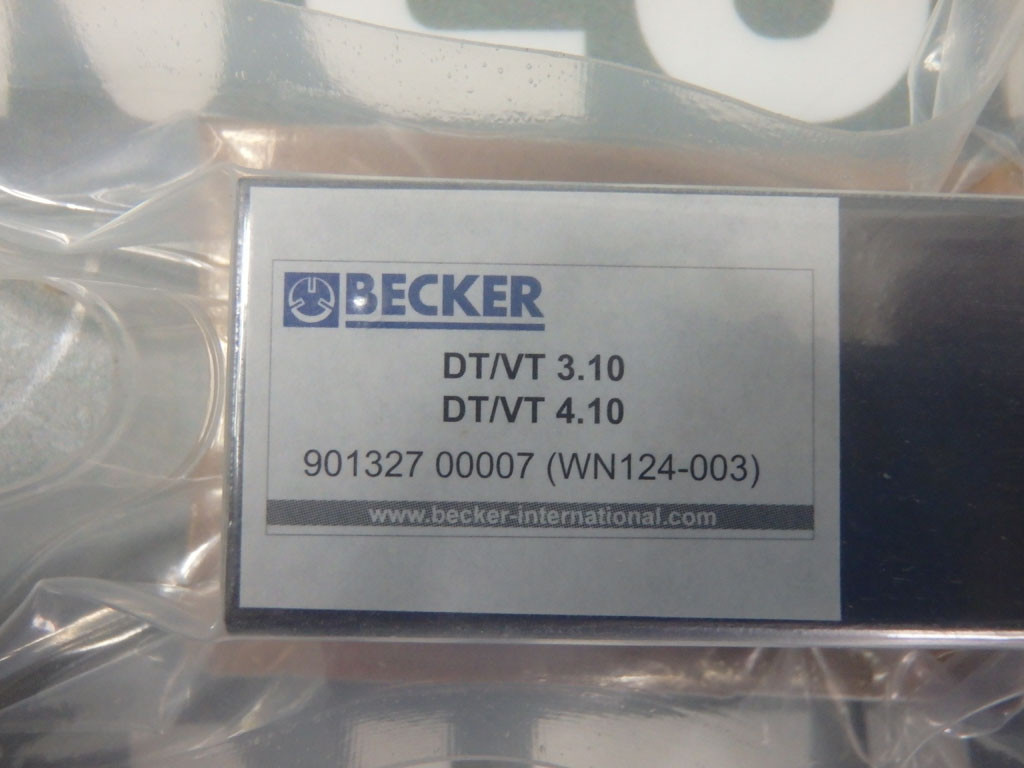 BECKER
DT/VT 3.10
DT/VT 4.10
901327 00007 (WN124-003)
www.becker-international.com